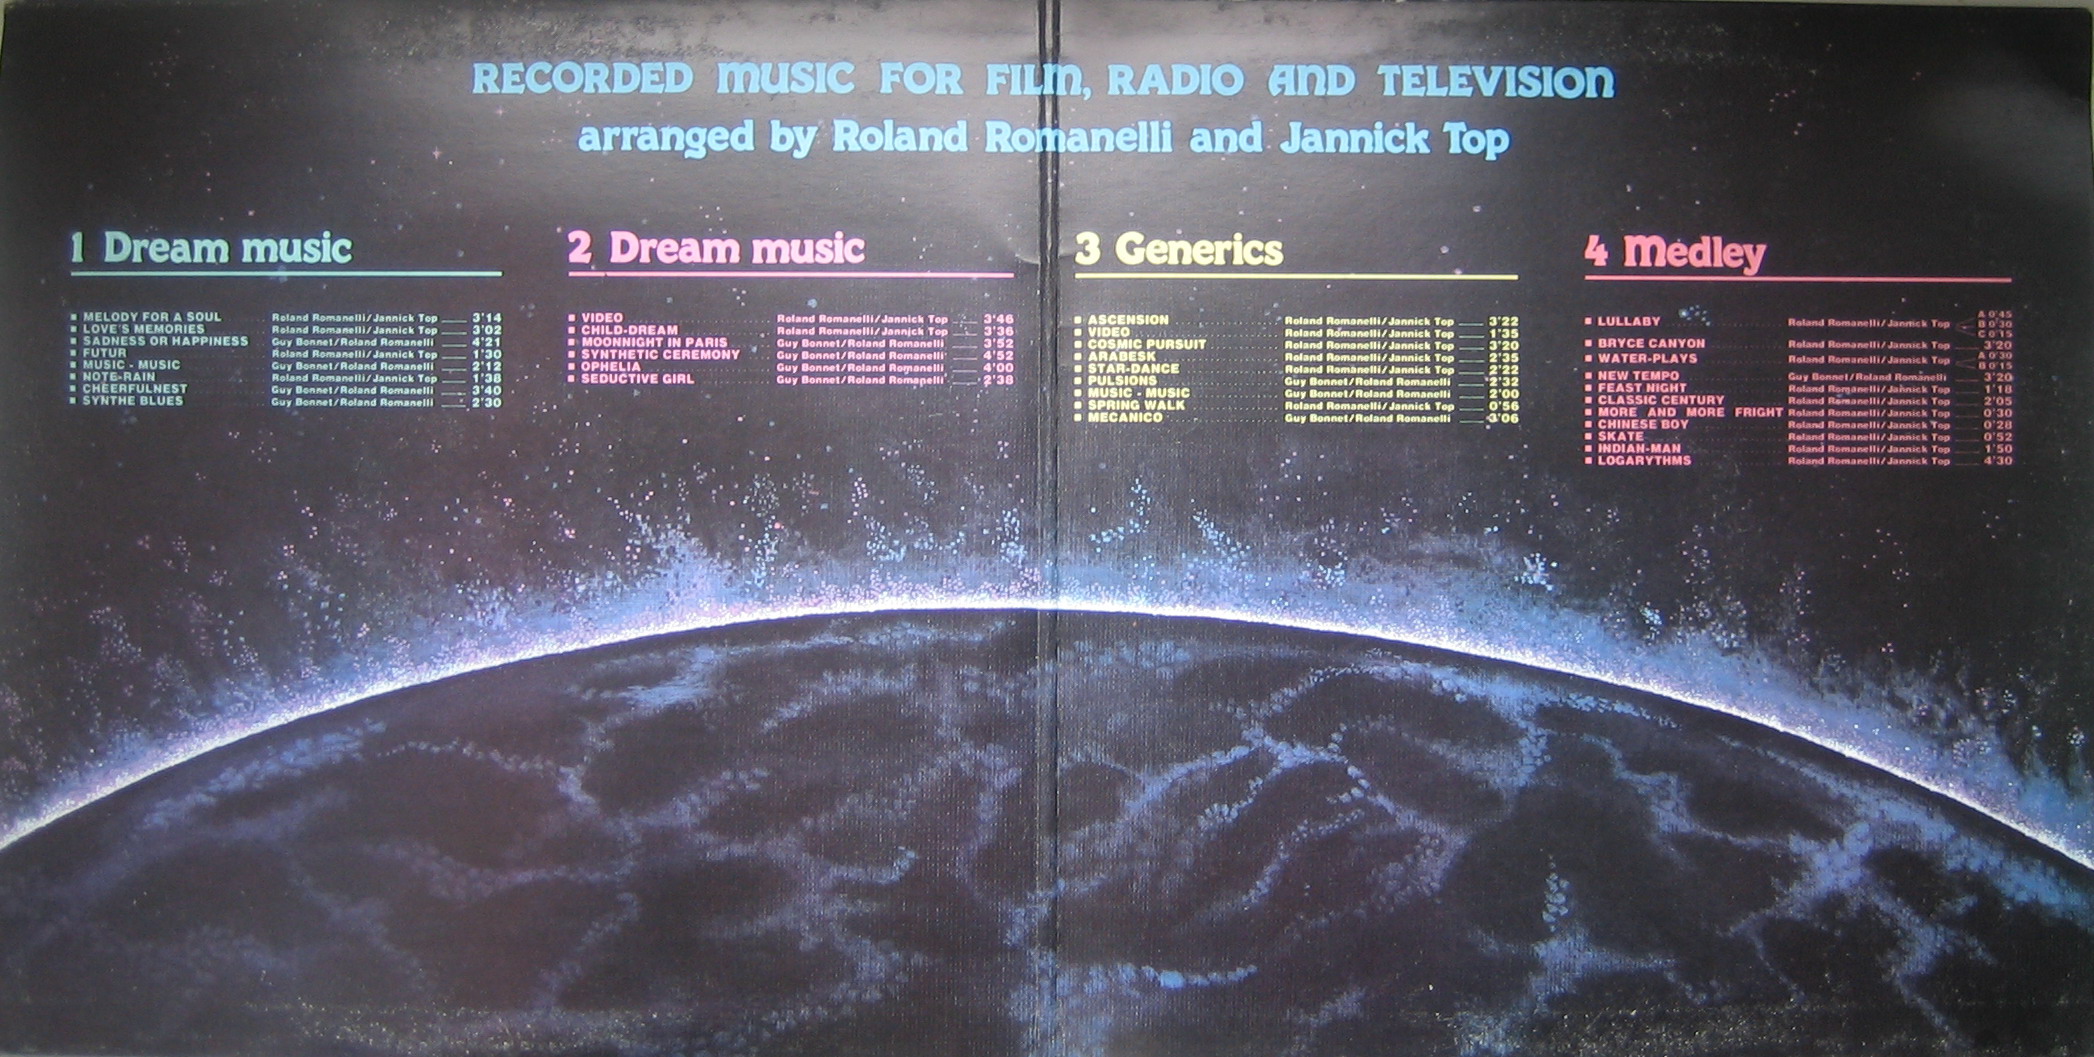 RECORDED MUSIC FOR FILM, RADIO AND TELEVISION
arranged by Roland Romanelli and Jannick Top
1 Dream music
MELODY FOR A SOUL Roland Romanelli/Jannick Top 3'14
LOVE'S MEMORIES Roland Romanelli/Jannick Top 3'02
SADNESS OR HAPPINESS Guy Bonnet/Roland Romanelli 4'21
FUTUR Roland Romanelli/Jannick Top 1'30
MUSIC - MUSIC Guy Bonnet/Roland Romanelli 2'12
NOTE-RAIN Roland Romanelli/Jannick Top 1'38
CHEERFULNEST Guy Bonnet/Roland Romanelli 3'40
SYNTHE BLUES Guy Bonnet/Roland Romanelli 2'30
2 Dream music
VIDEO Roland Romanelli/Jannick Top 3'46
CHILD-DREAM Roland Romanelli/Jannick Top 3'36
MOONNIGHT IN PARIS Guy Bonnet/Roland Romanelli 3'52
SYNTHETIC CEREMONY Guy Bonnet/Roland Romanelli 4'52
OPHELIA Guy Bonnet/Roland Romanelli 4'00
SEDUCTIVE GIRL Guy Bonnet/Roland Romanelli 2'38
3 Generics
ASCENSION Roland Romanelli/Jannick Top 3'22
VIDEO Roland Romanelli/Jannick Top 1'35
COSMIC PURSUIT Roland Romanelli/Jannick Top 3'20
ARABESK Roland Romanelli/Jannick Top 2'35
STAR-DANCE Roland Romanelli/Jannick Top 2'22
PULSIONS Guy Bonnet/Roland Romanelli 2'32
MUSIC - MUSIC Guy Bonnet/Roland Romanelli 2'00
SPRING WALK Roland Romanelli/Jannick Top 0'56
MECANICO Guy Bonnet/Roland Romanelli 3'06
4 Medley
LULLABY Roland Romanelli/Jannick Top A 0'45
B 0'30
C 0'15
BRYCE CANYON Roland Romanelli/Jannick Top 3'20
WATER-PLAYS Roland Romanelli/Jannick Top A 0'30
B 0'15
NEW TEMPO Guy Bonnet/Roland Romanelli 3'20
FEAST NIGHT Roland Romanelli/Jannick Top 1'18
CLASSIC CENTURY Roland Romanelli/Jannick Top 2'05
MORE AND MORE FRIGHT Roland Romanelli/Jannick Top 0'30
CHINESE BOY Roland Romanelli/Jannick Top 0'28
SKATE Roland Romanelli/Jannick Top 0'52
INDIAN-MAN Roland Romanelli/Jannick Top 1'50
LOGARYTHMS Roland Romanelli/Jannick Top 4'30